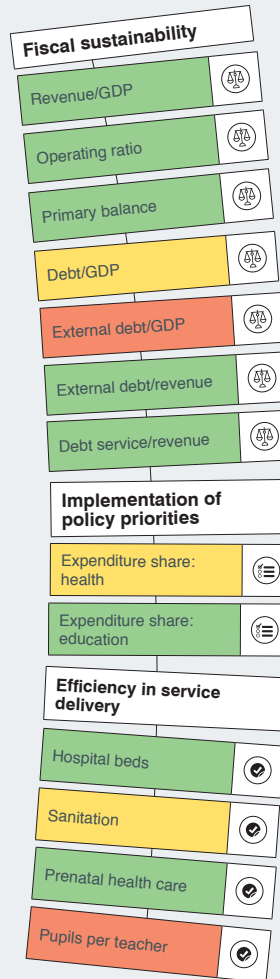 Fiscal sustainability
Revenue/GDP
Operating ratio
Primary balance
Debt/GDP
External debt/GDP
External debt/revenue
Debt service/revenue
Implementation of
policy priorities
Expenditure share:
health
Expenditure share:
education
Efficiency in service
delivery
Hospital beds
Sanitation
Prenatal health care
Pupils per teacher